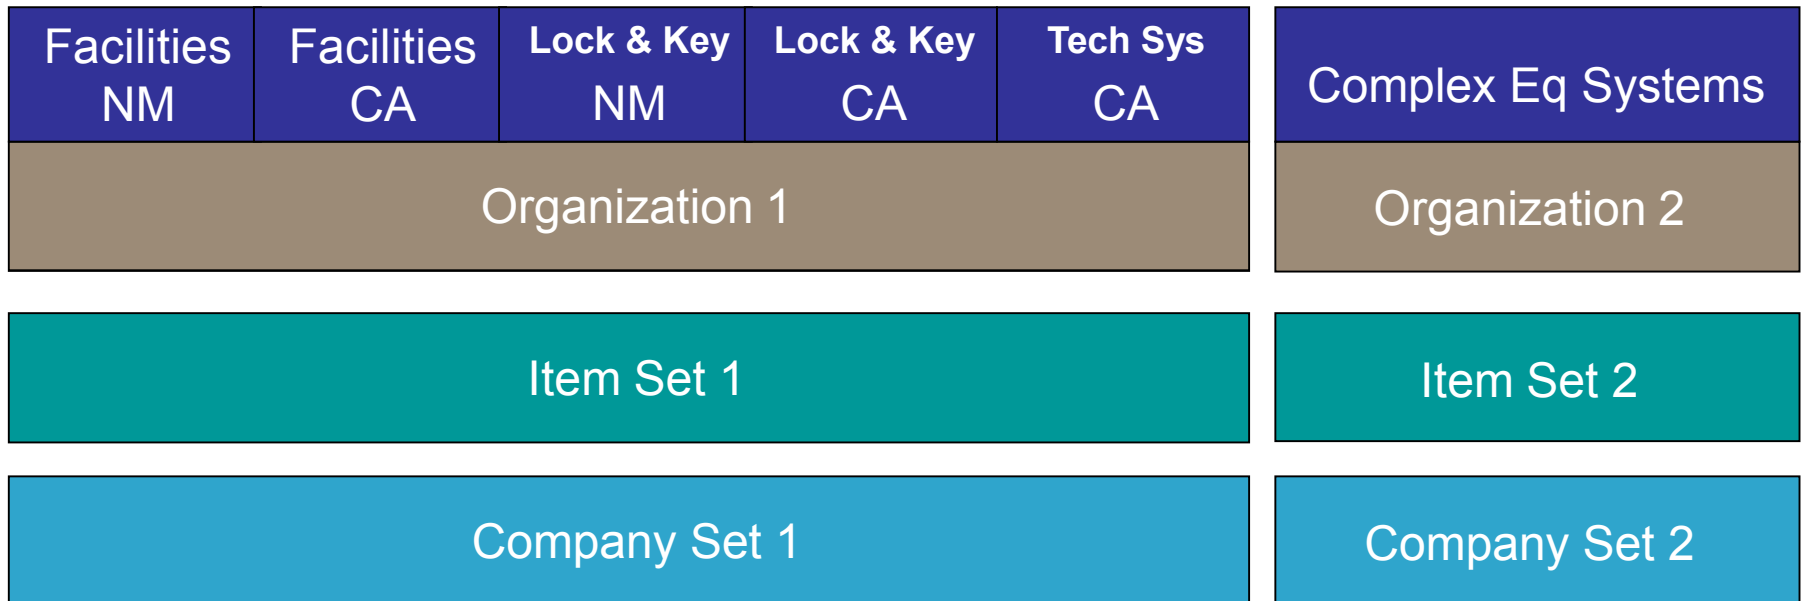 Facilities
NM
Facilities
CA
Lock & Key
NM
Lock & Key
CA
Tech Sys
CA
Complex Eq Systems
Organization 1
Organization 2
Item Set 1
Item Set 2
Company Set 1
Company Set 2